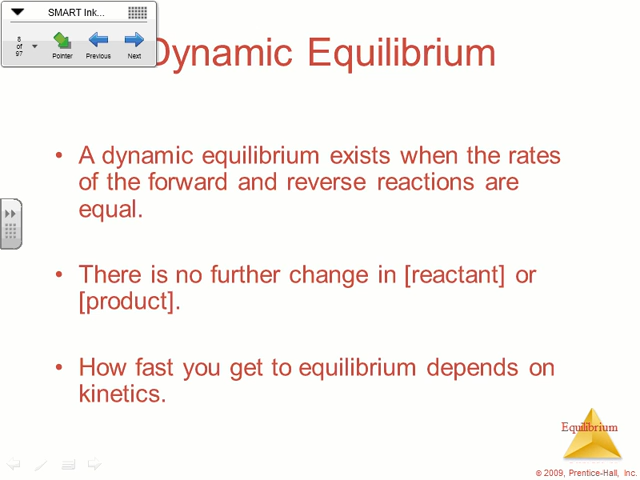 SMART Ink...
8
of
97
Pointer
Previous
Next
Dynamic Equilibrium
• A dynamic equilibrium exists when the rates
of the forward and reverse reactions are
equal.
• There is no further change in [reactant] or
[product].
• How fast you get to equilibrium depends on
kinetics.
Equilibrium
© 2009, Prentice-Hall, Inc.